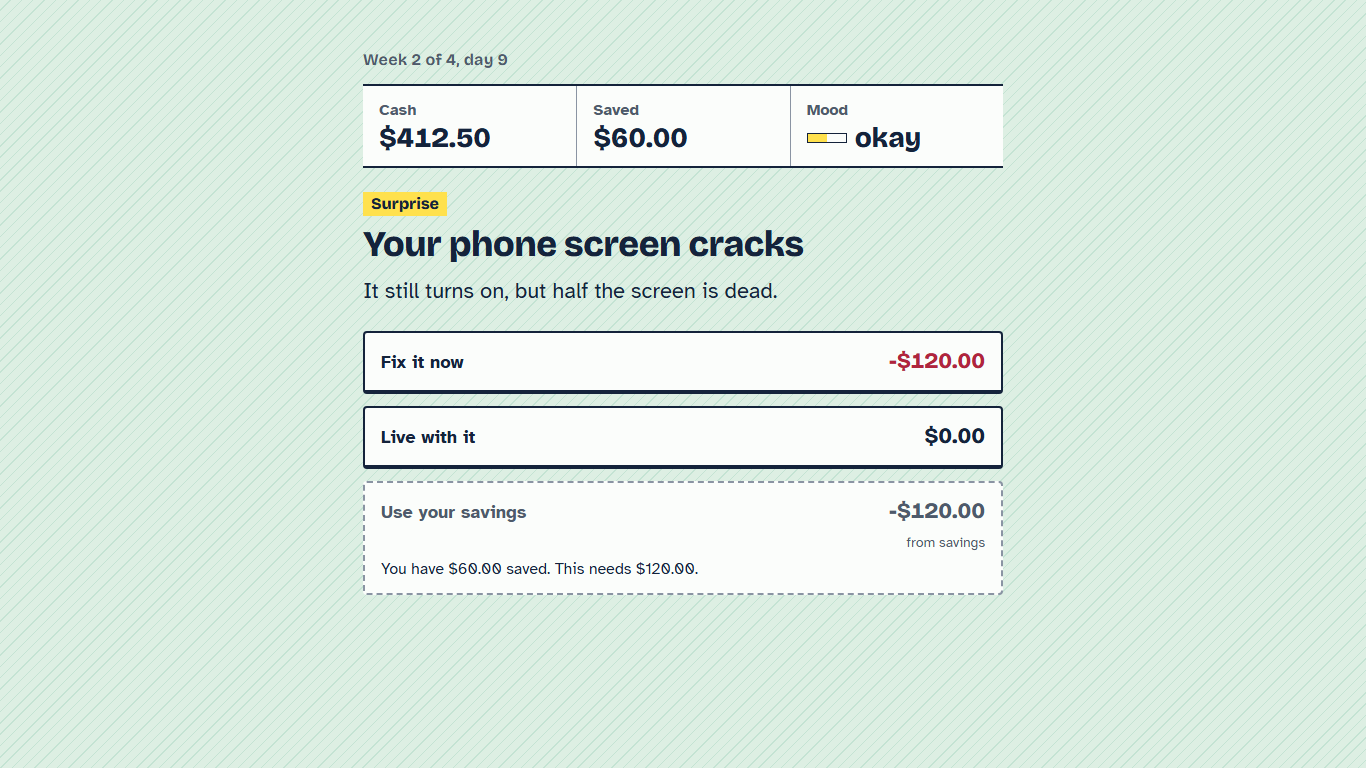 Week 2 of 4, day 9
Cash
$412.50
Saved
$60.00
Mood
okay
Surprise
Your phone screen cracks
It still turns on, but half the screen is dead.
Fix it now
-$120.00
Live with it
$0.00
Use your savings
-$120.00
from savings
You have $60.00 saved. This needs $120.00.